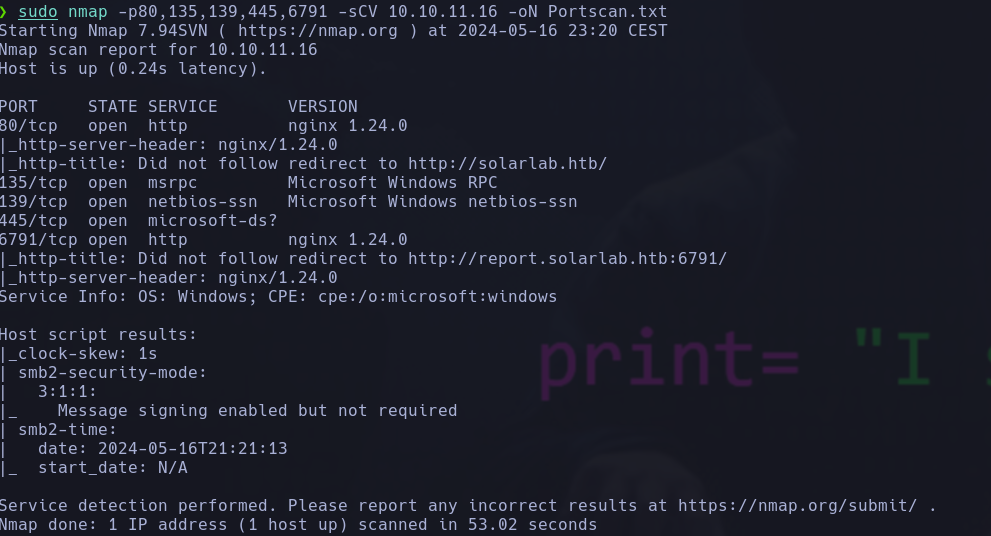 ❯ sudo nmap -p80,135,139,445,6791 -sCV 10.10.11.16 -oN Portscan.txt
Starting Nmap 7.94SVN ( https://nmap.org ) at 2024-05-16 23:20 CEST
Nmap scan report for 10.10.11.16
Host is up (0.24s latency).

PORT     STATE SERVICE       VERSION
80/tcp   open  http          nginx 1.24.0
|_http-server-header: nginx/1.24.0
|_http-title: Did not follow redirect to http://solarlab.htb/
135/tcp  open  msrpc         Microsoft Windows RPC
139/tcp  open  netbios-ssn   Microsoft Windows netbios-ssn
445/tcp  open  microsoft-ds?
6791/tcp open  http          nginx 1.24.0
|_http-title: Did not follow redirect to http://report.solarlab.htb:6791/
|_http-server-header: nginx/1.24.0
Service Info: OS: Windows; CPE: cpe:/o:microsoft:windows

Host script results:
|_clock-skew: 1s
| smb2-security-mode:
|   3:1:1:
|_    Message signing enabled but not required
| smb2-time:
|   date: 2024-05-16T21:21:13
|_  start_date: N/A

Service detection performed. Please report any incorrect results at https://nmap.org/submit/ .
Nmap done: 1 IP address (1 host up) scanned in 53.02 seconds
print= "I